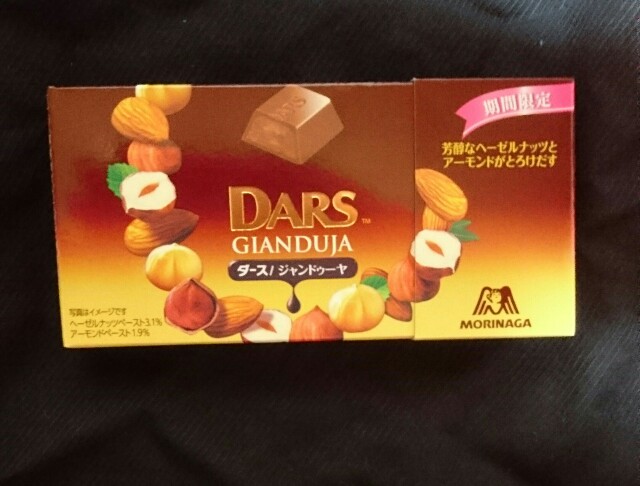 DARS
DARS™
GIANDUJA
ダース/ジャンドゥーヤ
写真はイメージです
ヘーゼルナッツペースト3.1%
アーモンドペースト1.9%
期間限定
芳醇なヘーゼルナッツと
アーモンドがとろけだす
MORINAGA